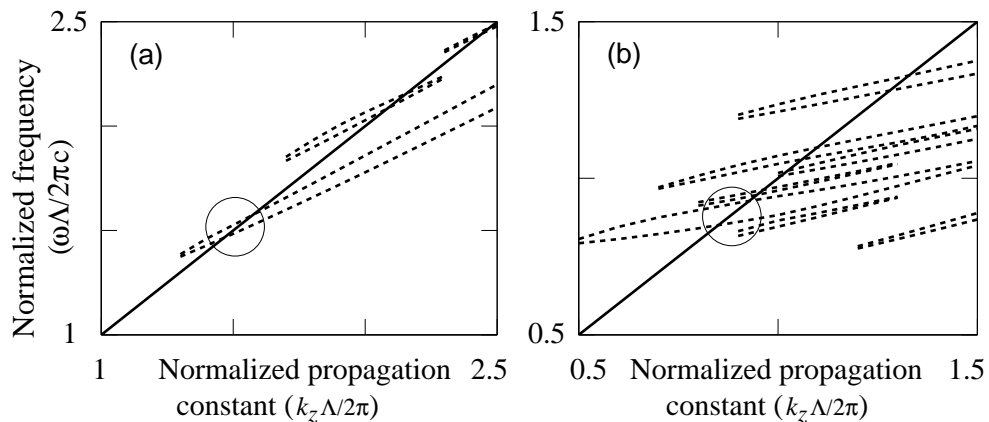 2.5
(a)
Normalized frequency
(ωΛ/2πc)
1
1
Normalized propagation
2.5
constant (k_zΛ/2π)
1.5
(b)
0.5
0.5
Normalized propagation
1.5
constant (k_zΛ/2π)